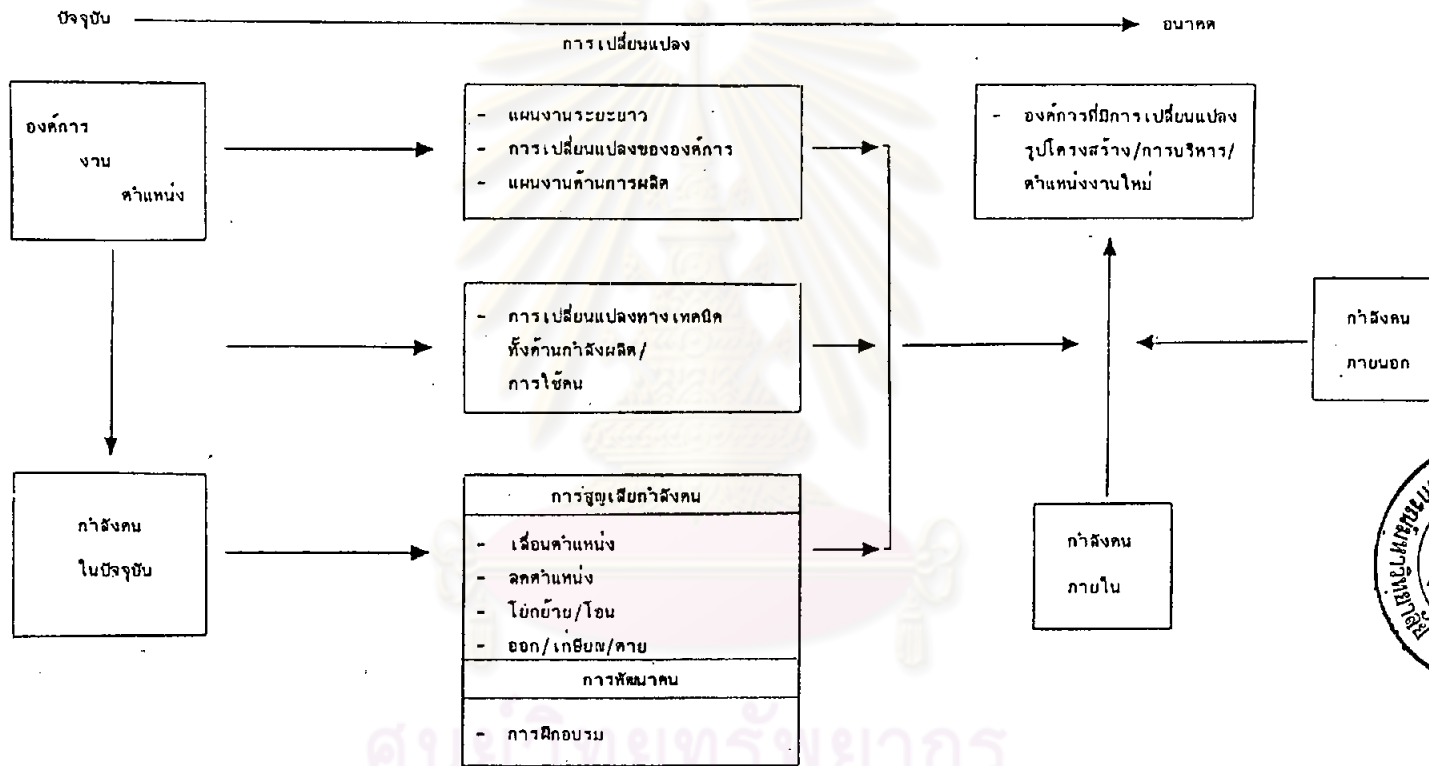 ปัจจุบัน
การเปลี่ยนแปลง
อนาคต
องค์การ
งาน
ตำแหน่ง
- แผนงานระยะยาว
- การเปลี่ยนแปลงขององค์การ
- แผนงานด้านการผลิต
- องค์การที่มีการเปลี่ยนแปลง
รูปโครงสร้าง/การบริหาร/
ตำแหน่งงานใหม่
- การเปลี่ยนแปลงทางเทคนิค
ทั้งด้านกำลังผลิต/
การใช้คน
กำลังคน
ภายนอก
กำลังคน
ในปัจจุบัน
การสูญเสียกำลังคน
- เลื่อนตำแหน่ง
- ลดตำแหน่ง
- โยกย้าย/โอน
- ออก/เกษียณ/ตาย
การพัฒนาคน
- การฝึกอบรม
กำลังคน
ภายใน
ศูนย์วิทยทรัพยากร